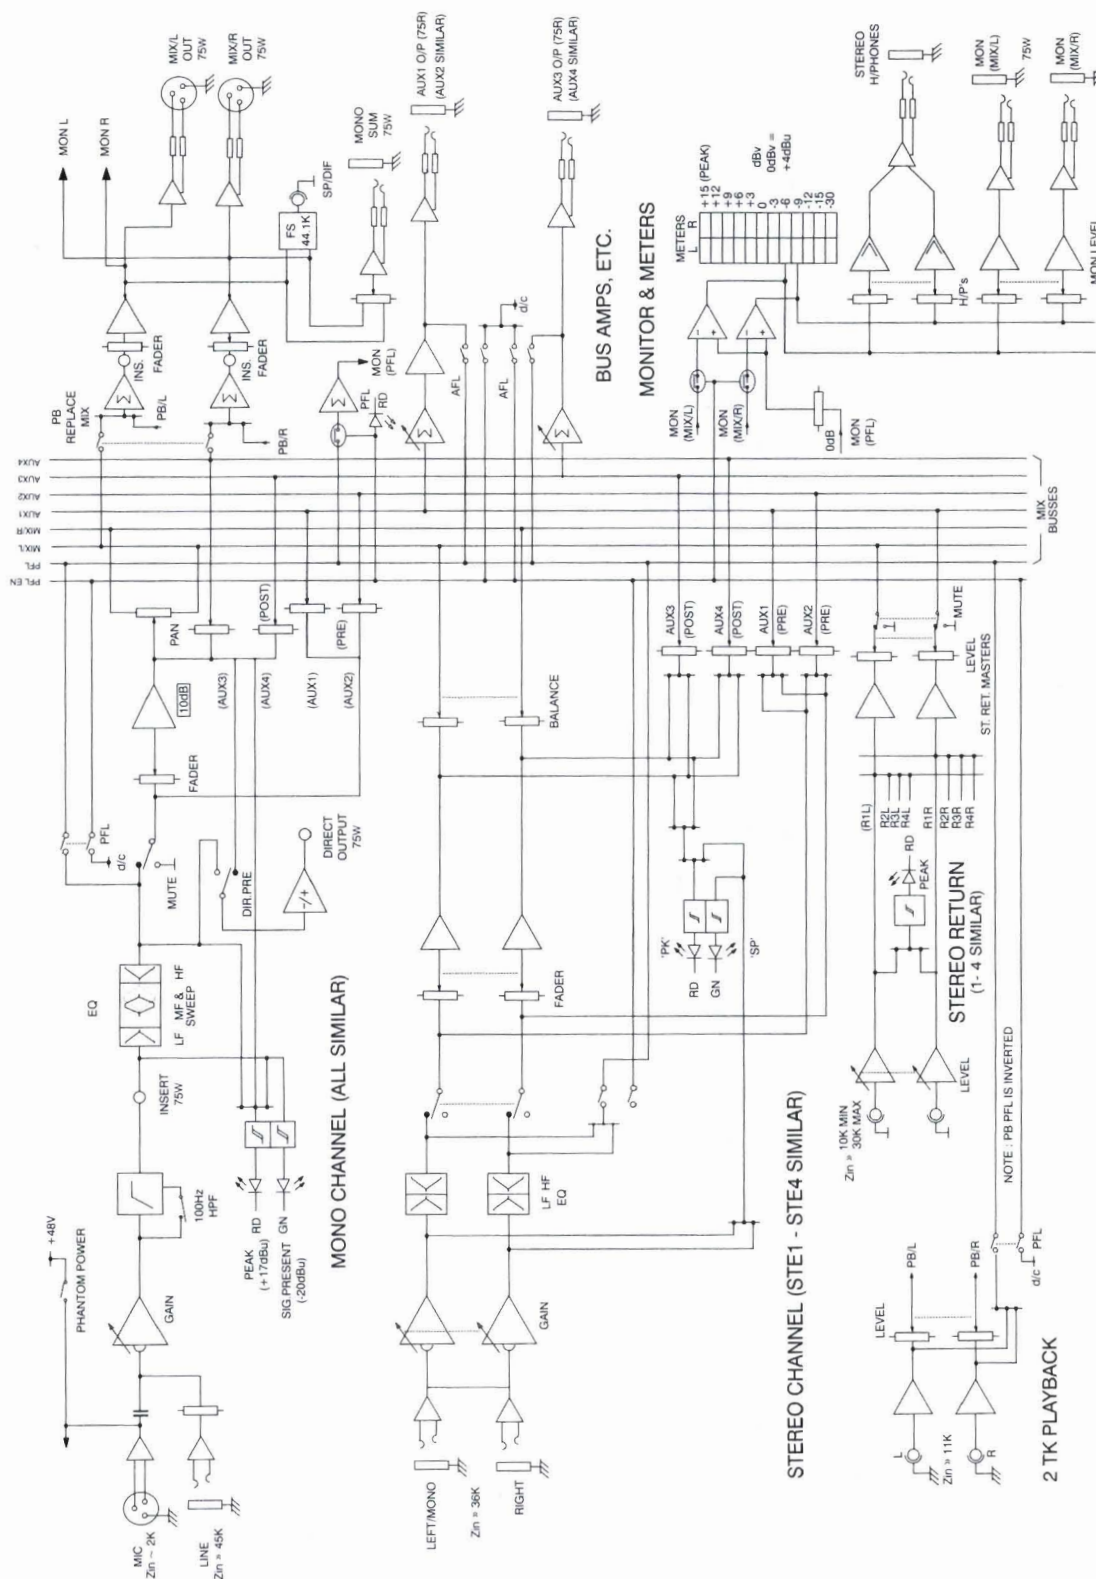 MIC
Zin ~ 2K
LINE
Zin » 45K
+48V
PHANTOM POWER
GAIN
100Hz
HPF
INSERT
75W
EQ
LF MF & HF
SWEEP
PEAK
(+17dBu)
RD
SIG.PRESENT
(-20dBu)
GN
MUTE
d/c
PFL
DIR.PRE
DIRECT
OUTPUT
75W
-/+
FADER
10dB
PAN
(AUX3)
(AUX4)
(POST)
(AUX1)
(PRE)
(AUX2)
MONO CHANNEL (ALL SIMILAR)
LEFT/MONO
Zin » 36K
RIGHT
GAIN
LF HF
EQ
FADER
BALANCE
'PK'
RD
GN
'SP'
AUX3
(POST)
AUX4
(POST)
AUX1
(PRE)
AUX2
(PRE)
STEREO CHANNEL (STE1 - STE4 SIMILAR)
Zin » 10K MIN
30K MAX
LEVEL
RD
PEAK
(R1L)
R2L
R3L
R4L
R1R
R2R
R3R
R4R
LEVEL
ST. RET. MASTERS
MUTE
STEREO RETURN
(1- 4 SIMILAR)
L
Zin » 11K
R
LEVEL
PB/L
PB/R
d/c
PFL
NOTE : PB PFL IS INVERTED
2 TK PLAYBACK
PFL EN
PFL
MIX/L
MIX/R
AUX1
AUX2
AUX3
AUX4
MIX
BUSSES
PB
REPLACE
MIX
PB/L
PB/R
Σ
INS.
FADER
Σ
INS.
FADER
MON L
MON R
MIX/L
OUT
75W
MIX/R
OUT
75W
FS
44.1K
SP/DIF
MONO
SUM
75W
Σ
MON
(PFL)
PFL
RD
Σ
AFL
AUX1 O/P (75R)
(AUX2 SIMILAR)
AFL
d/c
Σ
AUX3 O/P (75R)
(AUX4 SIMILAR)
BUS AMPS, ETC.
MONITOR & METERS
MON
(MIX/L)
MON
(MIX/R)
0dB
MON
(PFL)
-
+
-
+
METERS
L R
+15 (PEAK)
+12
+9
+6
+3
0
-3
-6
-9
-12
-15
-30
dBv
0dBv =
+4dBu
H/P's
MON LEVEL
STEREO
H/PHONES
MON
(MIX/L)
75W
MON
(MIX/R)